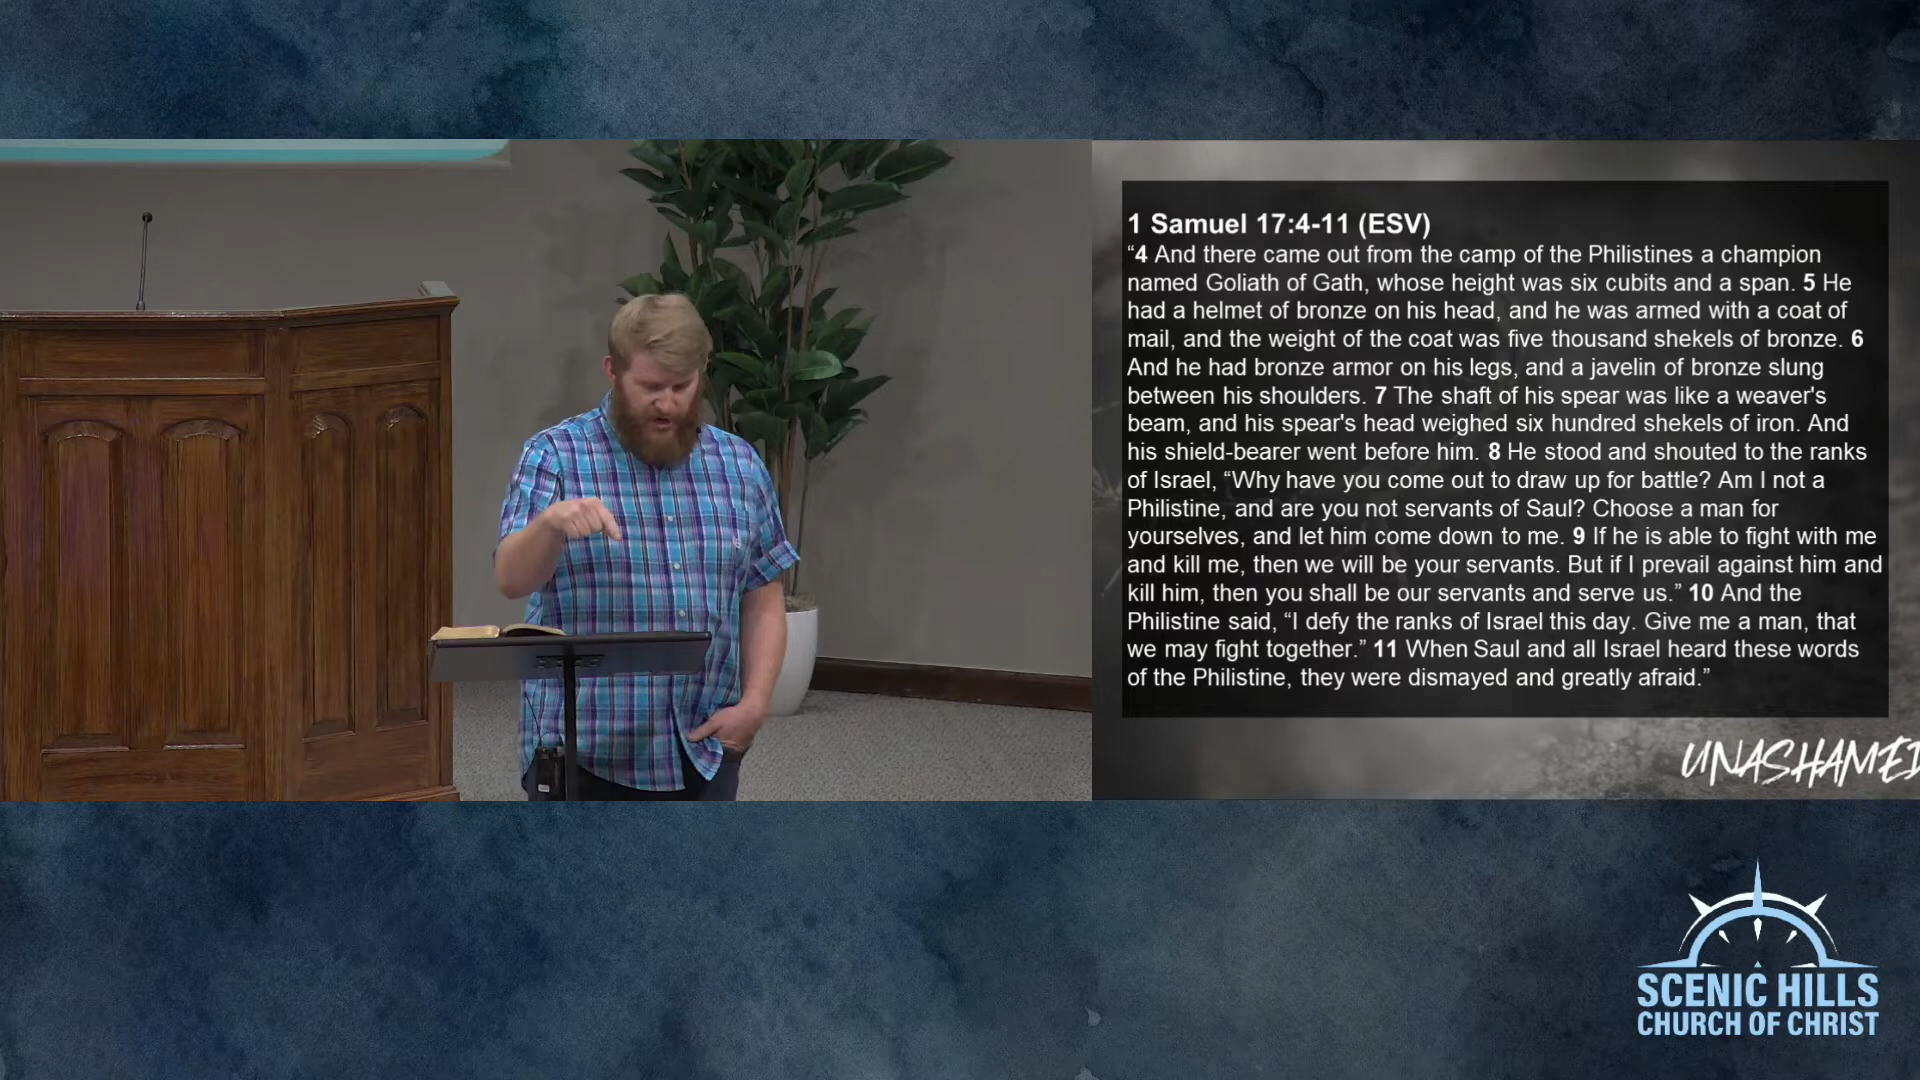 1 Samuel 17:4-11 (ESV)
“4 And there came out from the camp of the Philistines a champion
named Goliath of Gath, whose height was six cubits and a span. 5 He
had a helmet of bronze on his head, and he was armed with a coat of
mail, and the weight of the coat was five thousand shekels of bronze. 6
And he had bronze armor on his legs, and a javelin of bronze slung
between his shoulders. 7 The shaft of his spear was like a weaver's
beam, and his spear's head weighed six hundred shekels of iron. And
his shield-bearer went before him. 8 He stood and shouted to the ranks
of Israel, “Why have you come out to draw up for battle? Am I not a
Philistine, and are you not servants of Saul? Choose a man for
yourselves, and let him come down to me. 9 If he is able to fight with me
and kill me, then we will be your servants. But if I prevail against him and
kill him, then you shall be our servants and serve us.” 10 And the
Philistine said, “I defy the ranks of Israel this day. Give me a man, that
we may fight together.” 11 When Saul and all Israel heard these words
of the Philistine, they were dismayed and greatly afraid.”
UNASHAMED
SCENIC HILLS
CHURCH OF CHRIST